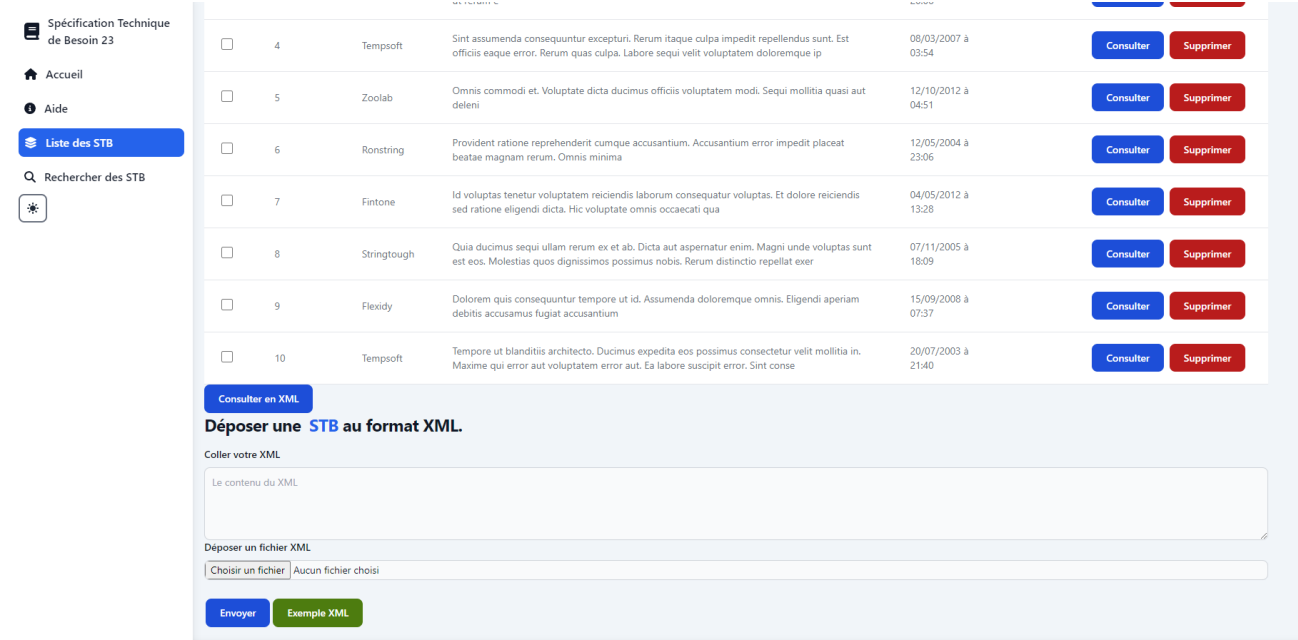 Spécification Technique
de Besoin 23
Accueil
Aide
Liste des STB
Rechercher des STB
4 Tempsoft Sint assumenda consequuntur excepturi. Rerum itaque culpa impedit repellendus sunt. Est 08/03/2007 à Consulter Supprimer
officiis eaque error. Rerum quas culpa. Labore sequi velit voluptatem doloremque ip 03:54
5 Zoolab Omnis commodi et. Voluptate dicta ducimus officiis voluptatem modi. Sequi mollitia quasi aut 12/10/2012 à Consulter Supprimer
deleni 04:51
6 Ronstring Provident ratione reprehenderit cumque accusantium. Accusantium error impedit placeat 12/05/2004 à Consulter Supprimer
beatae magnam rerum. Omnis minima 23:06
7 Fintone Id voluptas tenetur voluptatem reiciendis laborum consequatur voluptas. Et dolore reiciendis 04/05/2012 à Consulter Supprimer
sed ratione eligendi dicta. Hic voluptate omnis occaecati qua 13:28
8 Stringtough Quia ducimus sequi ullam rerum ex et ab. Dicta aut aspernatur enim. Magni unde voluptas sunt 07/11/2005 à Consulter Supprimer
est eos. Molestias quos dignissimos possimus nobis. Rerum distinctio repellat exer 18:09
9 Flexidy Dolorem quis consequuntur tempore ut id. Assumenda doloremque omnis. Eligendi aperiam 15/09/2008 à Consulter Supprimer
debitis accusamus fugiat accusantium 07:37
10 Tempsoft Tempore ut blanditiis architecto. Ducimus expedita eos possimus consectetur velit mollitia in. 20/07/2003 à Consulter Supprimer
Maxime qui error aut voluptatem error aut. Ea labore suscipit error. Sint conse 21:40
Consulter en XML
Déposer une STB au format XML.
Coller votre XML
Le contenu du XML
Déposer un fichier XML
Choisir un fichier Aucun fichier choisi
Envoyer Exemple XML